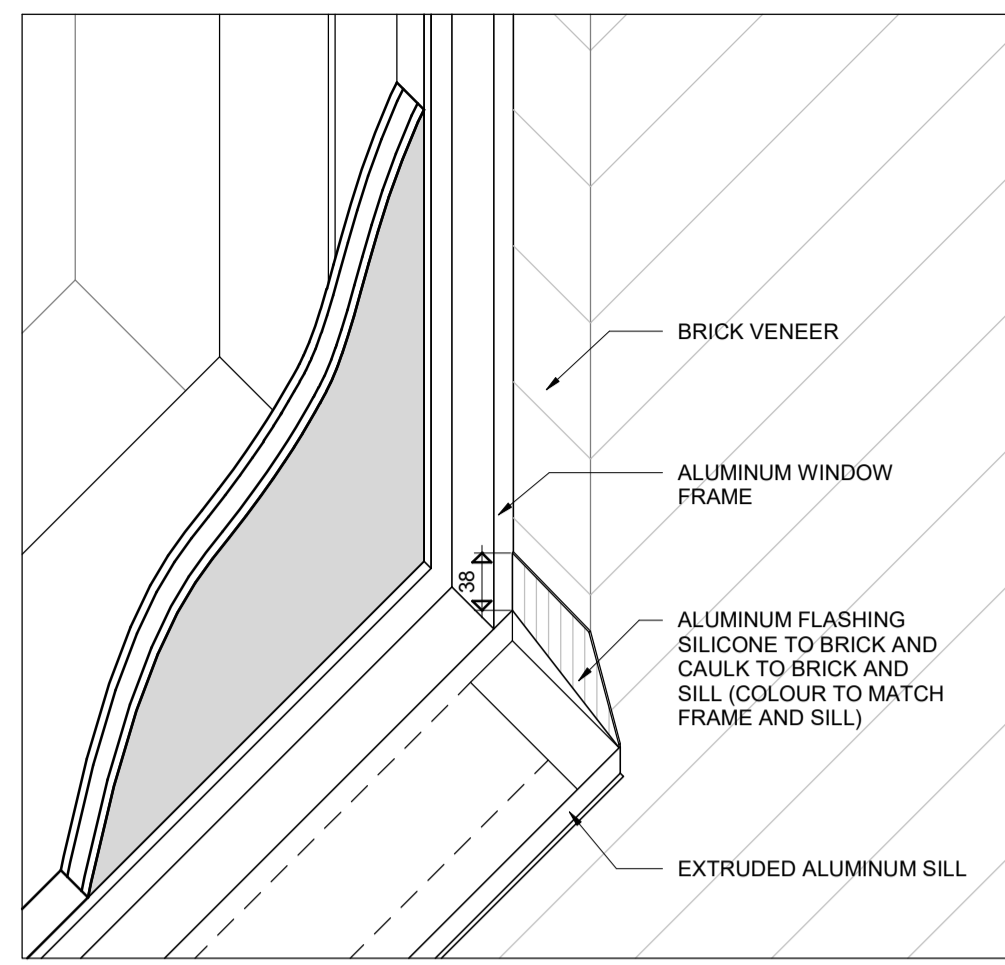 BRICK VENEER
ALUMINUM WINDOW
FRAME
38
ALUMINUM FLASHING
SILICONE TO BRICK AND
CAULK TO BRICK AND
SILL (COLOUR TO MATCH
FRAME AND SILL)
EXTRUDED ALUMINUM SILL